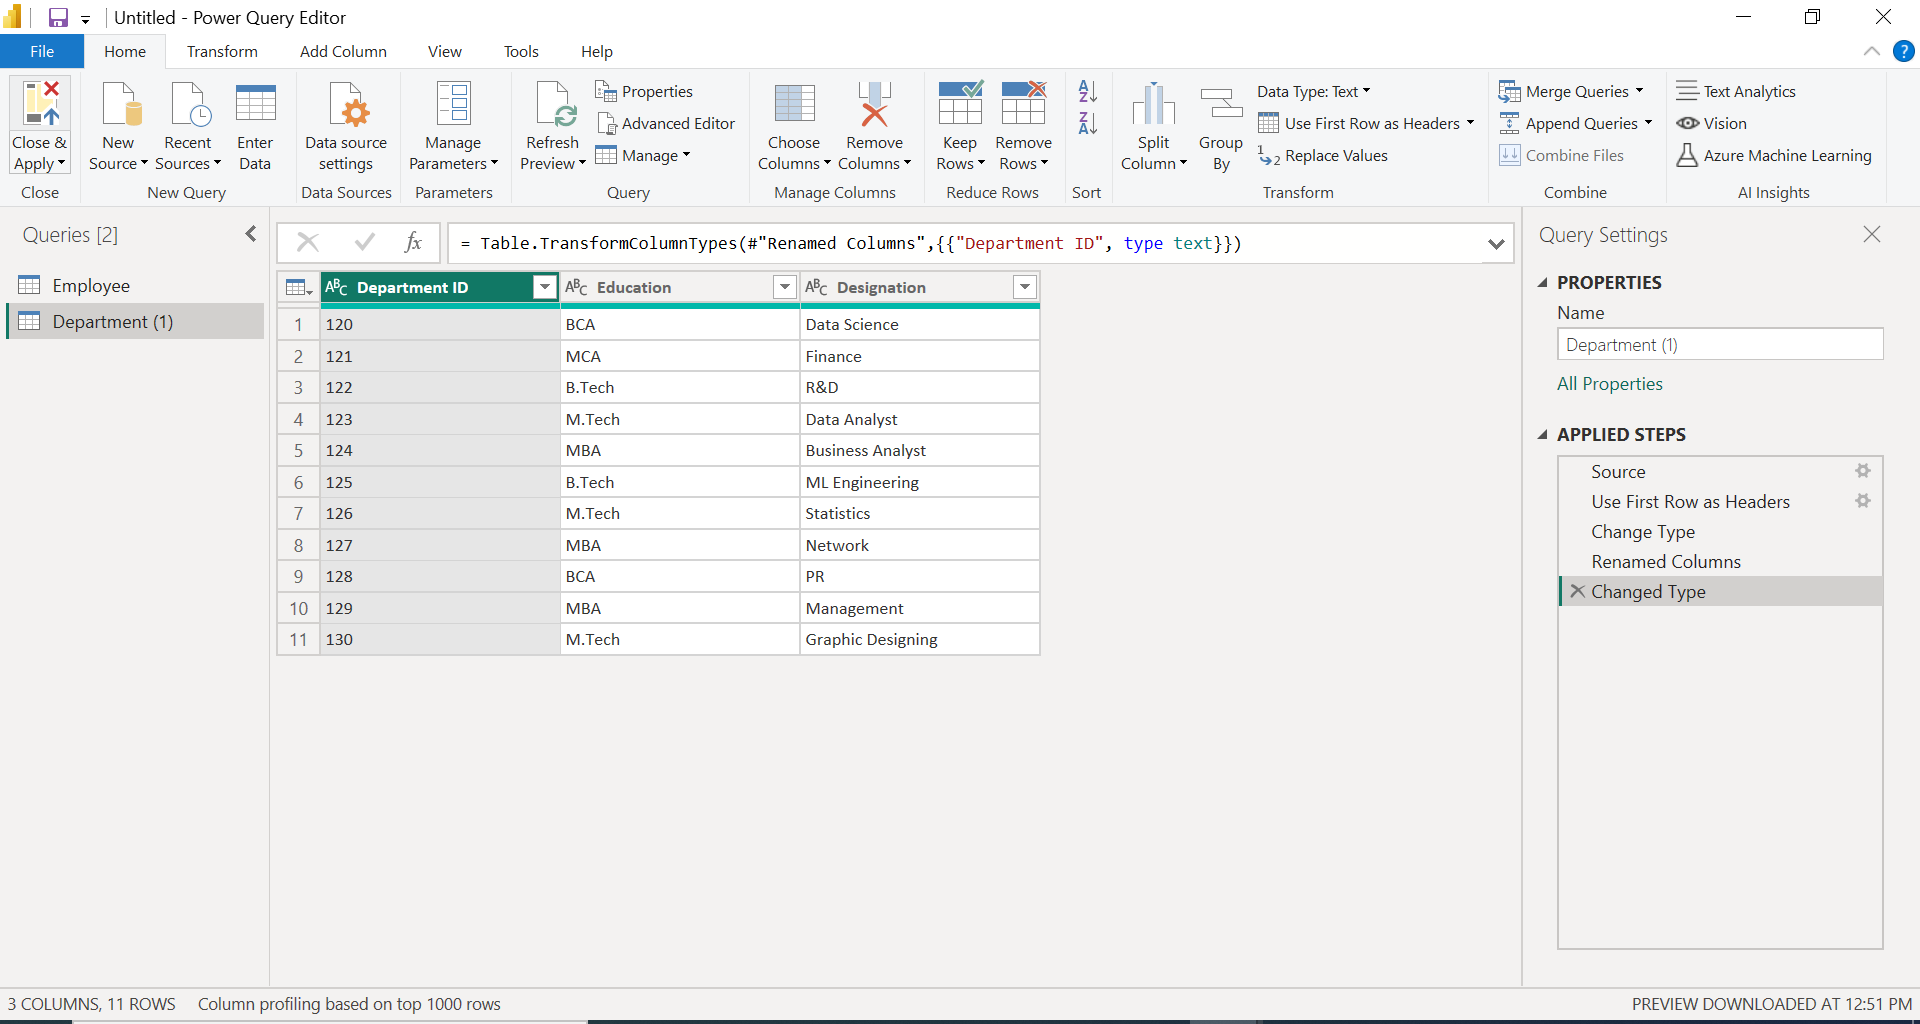 Untitled - Power Query Editor
File Home Transform Add Column View Tools Help
Close & Apply
New Source
Recent Sources
Enter Data
Data source settings
Manage Parameters
Refresh Preview
Properties
Advanced Editor
Manage
Choose Columns
Remove Columns
Keep Rows
Remove Rows
Split Column
Group By
Data Type: Text
Use First Row as Headers
Replace Values
Merge Queries
Append Queries
Combine Files
Text Analytics
Vision
Azure Machine Learning
Close New Query Data Sources Parameters Query Manage Columns Reduce Rows Sort Transform Combine AI Insights
Queries [2]
Employee
Department (1)
fx = Table.TransformColumnTypes(#"Renamed Columns",{{"Department ID", type text}})
Department ID Education Designation
1 120 BCA Data Science
2 121 MCA Finance
3 122 B.Tech R&D
4 123 M.Tech Data Analyst
5 124 MBA Business Analyst
6 125 B.Tech ML Engineering
7 126 M.Tech Statistics
8 127 MBA Network
9 128 BCA PR
10 129 MBA Management
11 130 M.Tech Graphic Designing
Query Settings
PROPERTIES
Name
Department (1)
All Properties
APPLIED STEPS
Source
Use First Row as Headers
Change Type
Renamed Columns
Changed Type
3 COLUMNS, 11 ROWS Column profiling based on top 1000 rows
PREVIEW DOWNLOADED AT 12:51 PM